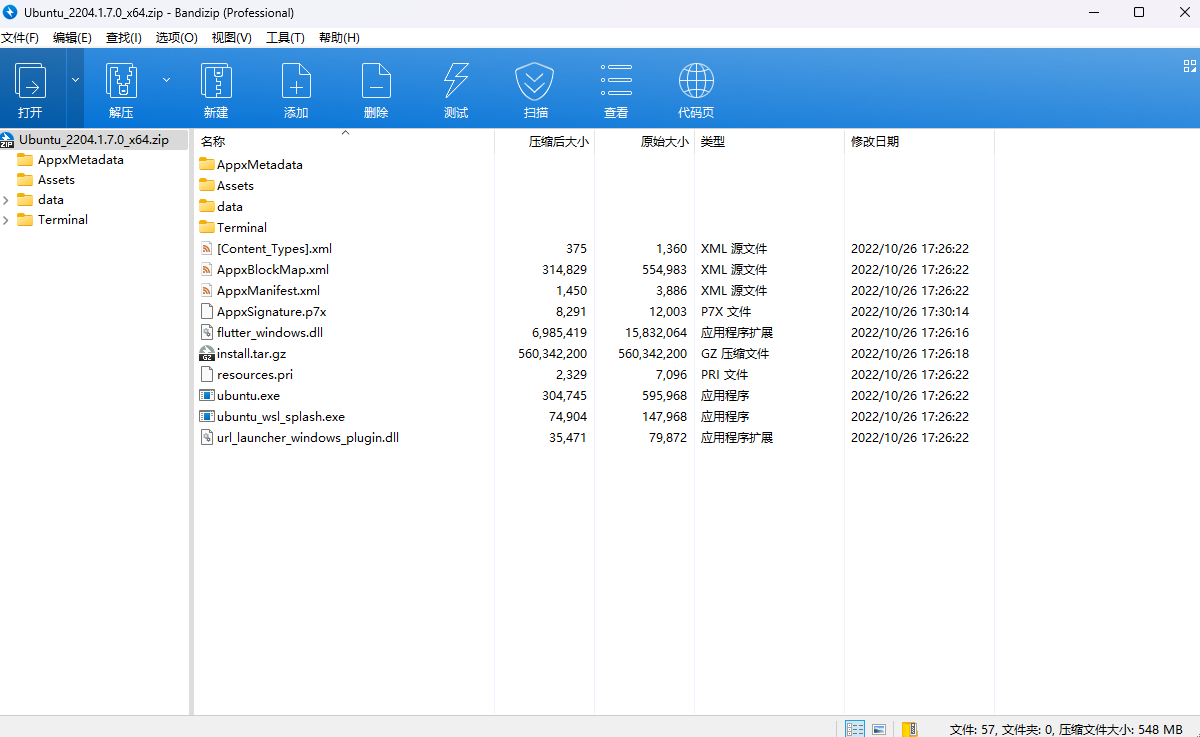 Ubuntu_2204.1.7.0_x64.zip - Bandizip (Professional)
文件(F) 编辑(E) 查找(I) 选项(O) 视图(V) 工具(T) 帮助(H)
打开 解压 新建 添加 删除 测试 扫描 查看 代码页
Ubuntu_2204.1.7.0_x64.zip
AppxMetadata
Assets
data
Terminal
名称 压缩后大小 原始大小 类型 修改日期
AppxMetadata
Assets
data
Terminal
[Content_Types].xml 375 1,360 XML 源文件 2022/10/26 17:26:22
AppxBlockMap.xml 314,829 554,983 XML 源文件 2022/10/26 17:26:22
AppxManifest.xml 1,450 3,886 XML 源文件 2022/10/26 17:26:22
AppxSignature.p7x 8,291 12,003 P7X 文件 2022/10/26 17:30:14
flutter_windows.dll 6,985,419 15,832,064 应用程序扩展 2022/10/26 17:26:16
install.tar.gz 560,342,200 560,342,200 GZ 压缩文件 2022/10/26 17:26:18
resources.pri 2,329 7,096 PRI 文件 2022/10/26 17:26:22
ubuntu.exe 304,745 595,968 应用程序 2022/10/26 17:26:22
ubuntu_wsl_splash.exe 74,904 147,968 应用程序 2022/10/26 17:26:22
url_launcher_windows_plugin.dll 35,471 79,872 应用程序扩展 2022/10/26 17:26:22
文件: 57, 文件夹: 0, 压缩文件大小: 548 MB